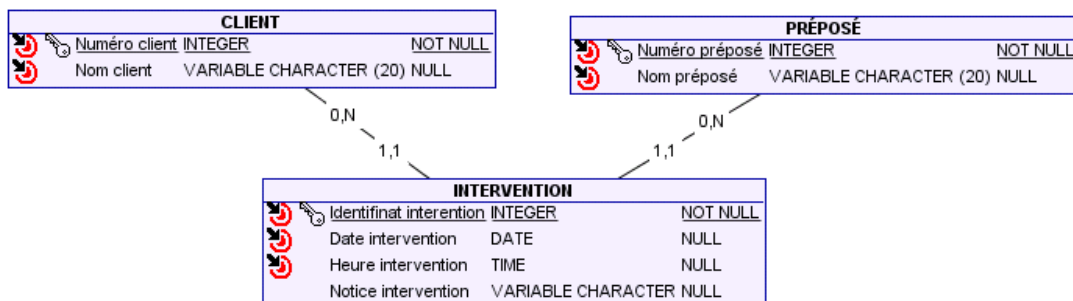 CLIENT
Numéro client INTEGER NOT NULL
Nom client VARIABLE CHARACTER (20) NULL
PRÉPOSÉ
Numéro préposé INTEGER NOT NULL
Nom préposé VARIABLE CHARACTER (20) NULL
0,N
0,N
1,1
1,1
INTERVENTION
Identifinat interention INTEGER NOT NULL
Date intervention DATE NULL
Heure intervention TIME NULL
Notice intervention VARIABLE CHARACTER NULL